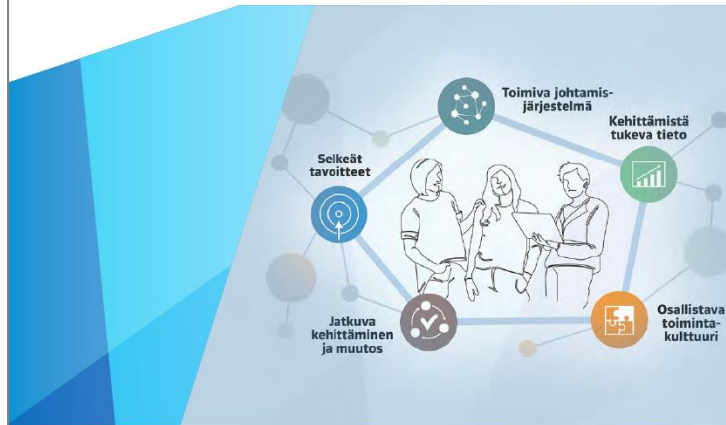 Toimiva johtamis-
järjestelmä
Kehittämistä
tukeva tieto
Selkeät
tavoitteet
Osallistava
toiminta-
kulttuuri
Jatkuva
kehittäminen
ja muutos